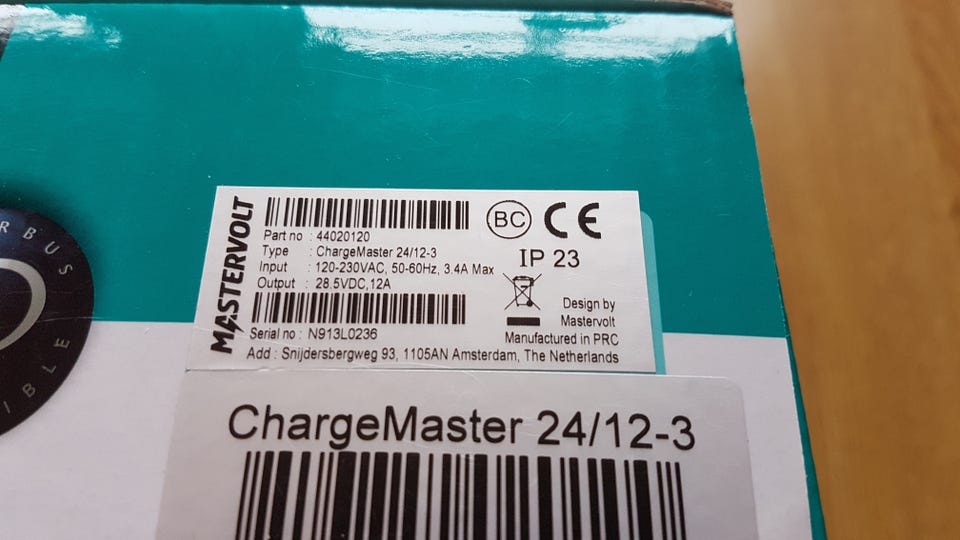 MASTERVOLT
Part no : 44020120
Type : ChargeMaster 24/12-3
Input : 120-230VAC, 50-60Hz, 3.4A Max
Output : 28.5VDC,12A
Serial no : N913L0236
Add : Snijdersbergweg 93, 1105AN Amsterdam, The Netherlands
BC CE
IP 23
Design by
Mastervolt
Manufactured in PRC
ChargeMaster 24/12-3
RBUS
IBLE